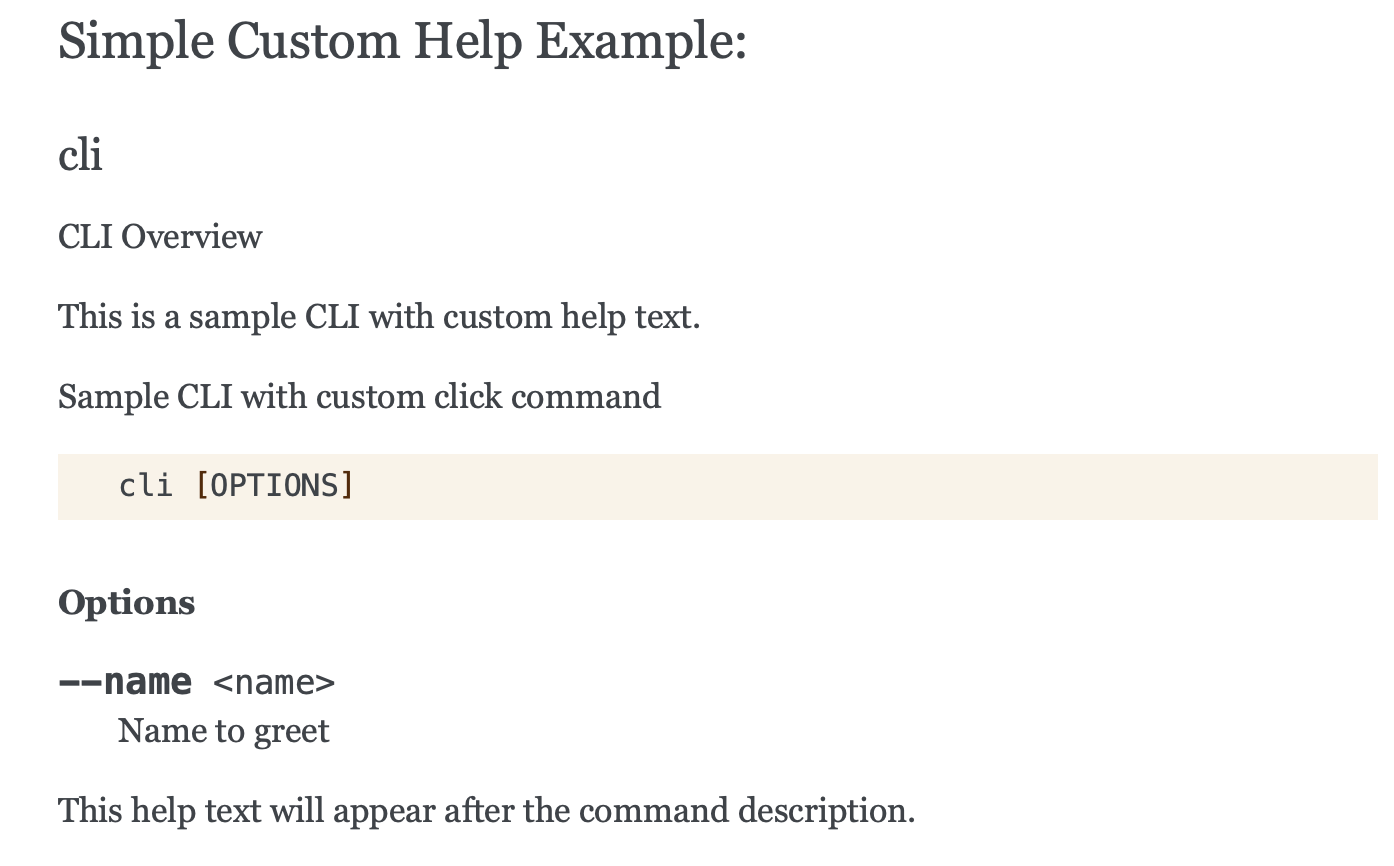 Simple Custom Help Example:
cli
CLI Overview
This is a sample CLI with custom help text.
Sample CLI with custom click command
cli [OPTIONS]
Options
--name <name>
Name to greet
This help text will appear after the command description.